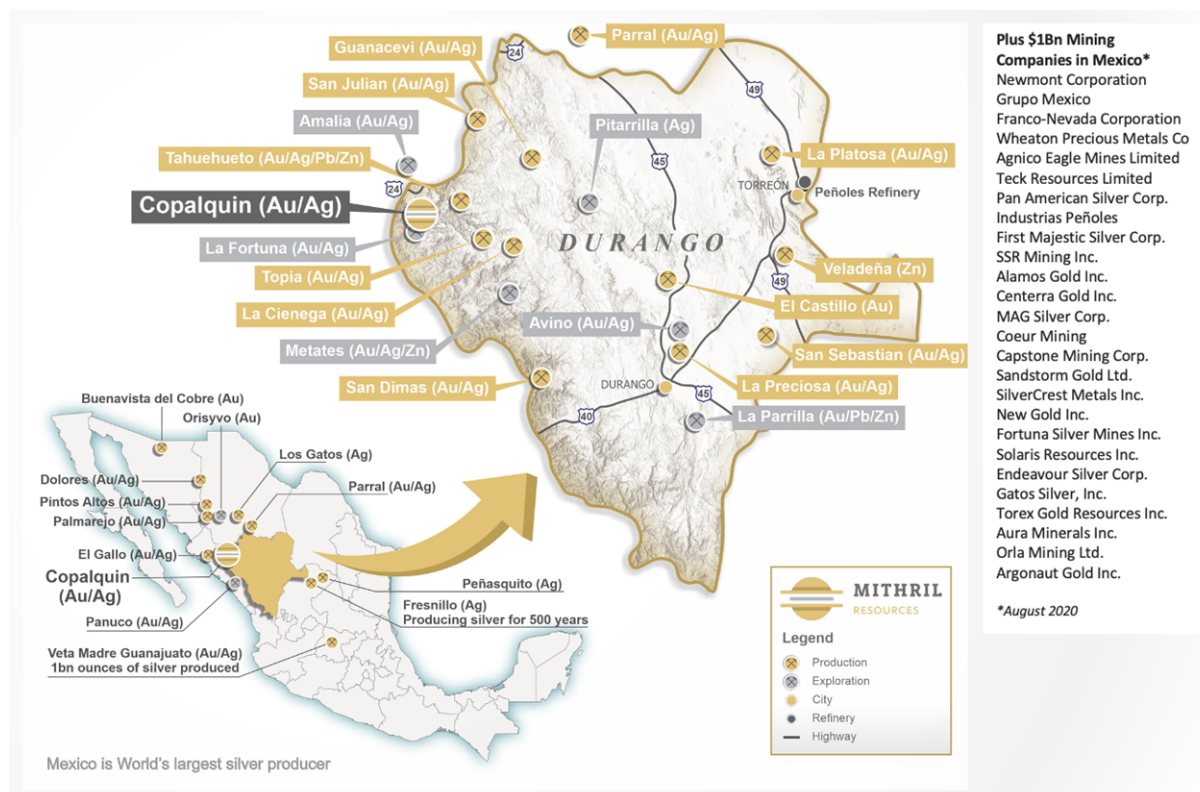 Parral (Au/Ag)
Guanacevi (Au/Ag)
24
San Julian (Au/Ag)
49
Amalia (Au/Ag)
Pitarrilla (Ag)
Tahuehueto (Au/Ag/Pb/Zn)
45
La Platosa (Au/Ag)
24
TORREÓN
Peñoles Refinery
Copalquin (Au/Ag)
La Fortuna (Au/Ag)
DURANGO
Topia (Au/Ag)
Veladeña (Zn)
49
La Cienega (Au/Ag)
El Castillo (Au)
Avino (Au/Ag)
Metates (Au/Ag/Zn)
San Sebastian (Au/Ag)
San Dimas (Au/Ag)
DURANGO
La Preciosa (Au/Ag)
45
40
La Parrilla (Au/Pb/Zn)
Buenavista del Cobre (Au)
Orisyvo (Au)
Los Gatos (Ag)
Dolores (Au/Ag)
Parral (Au/Ag)
Pintos Altos (Au/Ag)
Palmarejo (Au/Ag)
El Gallo (Au/Ag)
Copalquin
(Au/Ag)
Peñasquito (Ag)
Panuco (Au/Ag)
Fresnillo (Ag)
Producing silver for 500 years
Veta Madre Guanajuato (Au/Ag)
1bn ounces of silver produced
Mexico is World's largest silver producer
MITHRIL
RESOURCES
Legend
Production
Exploration
City
Refinery
Highway
Plus $1Bn Mining
Companies in Mexico*
Newmont Corporation
Grupo Mexico
Franco-Nevada Corporation
Wheaton Precious Metals Co
Agnico Eagle Mines Limited
Teck Resources Limited
Pan American Silver Corp.
Industrias Peñoles
First Majestic Silver Corp.
SSR Mining Inc.
Alamos Gold Inc.
Centerra Gold Inc.
MAG Silver Corp.
Coeur Mining
Capstone Mining Corp.
Sandstorm Gold Ltd.
SilverCrest Metals Inc.
New Gold Inc.
Fortuna Silver Mines Inc.
Solaris Resources Inc.
Endeavour Silver Corp.
Gatos Silver, Inc.
Torex Gold Resources Inc.
Aura Minerals Inc.
Orla Mining Ltd.
Argonaut Gold Inc.
*August 2020